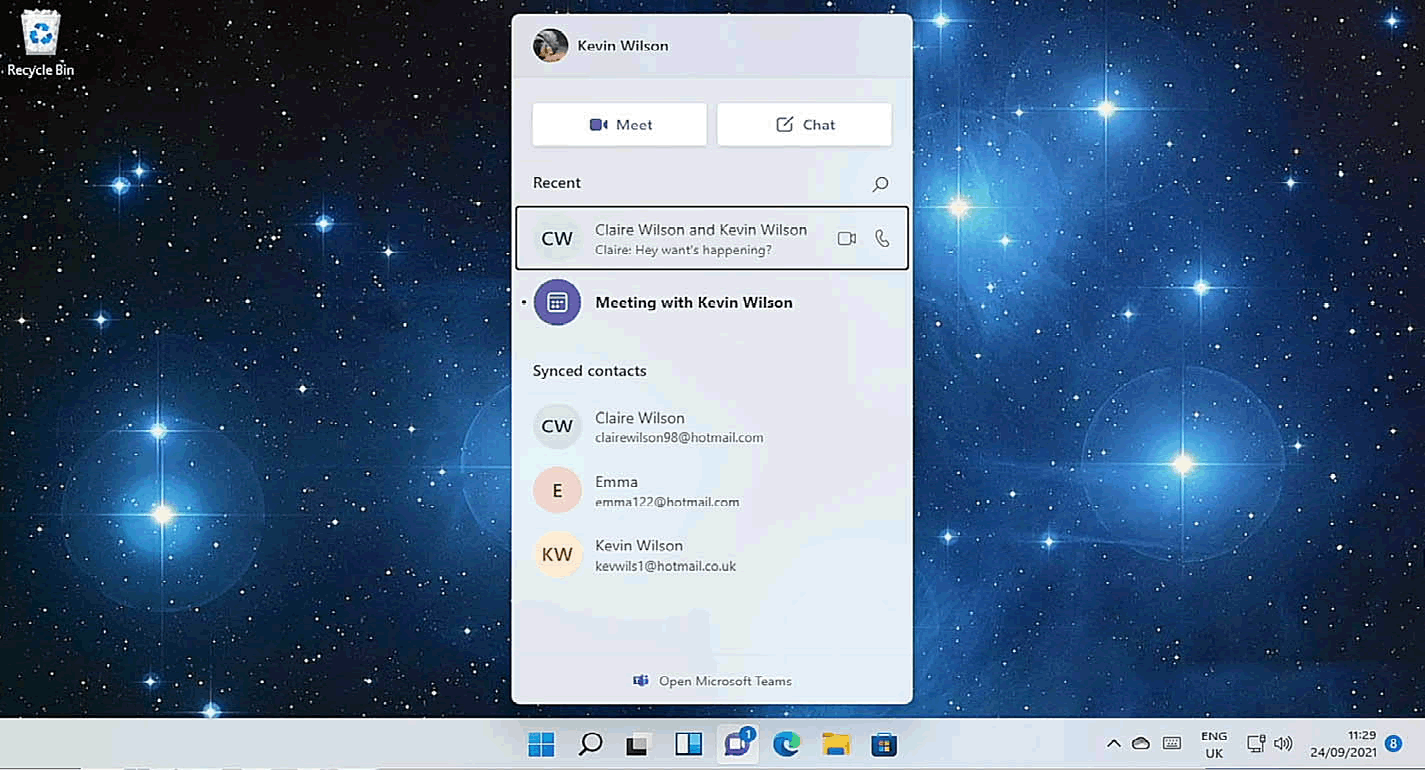 Recycle Bin
Kevin Wilson
Meet
Chat
Recent
CW
Claire Wilson and Kevin Wilson
Claire: Hey want's happening?
Meeting with Kevin Wilson
Synced contacts
CW
Claire Wilson
clairewilson98@hotmail.com
E
Emma
emma122@hotmail.com
KW
Kevin Wilson
kevwils1@hotmail.co.uk
Open Microsoft Teams
1
ENG
UK
11:29
24/09/2021
8